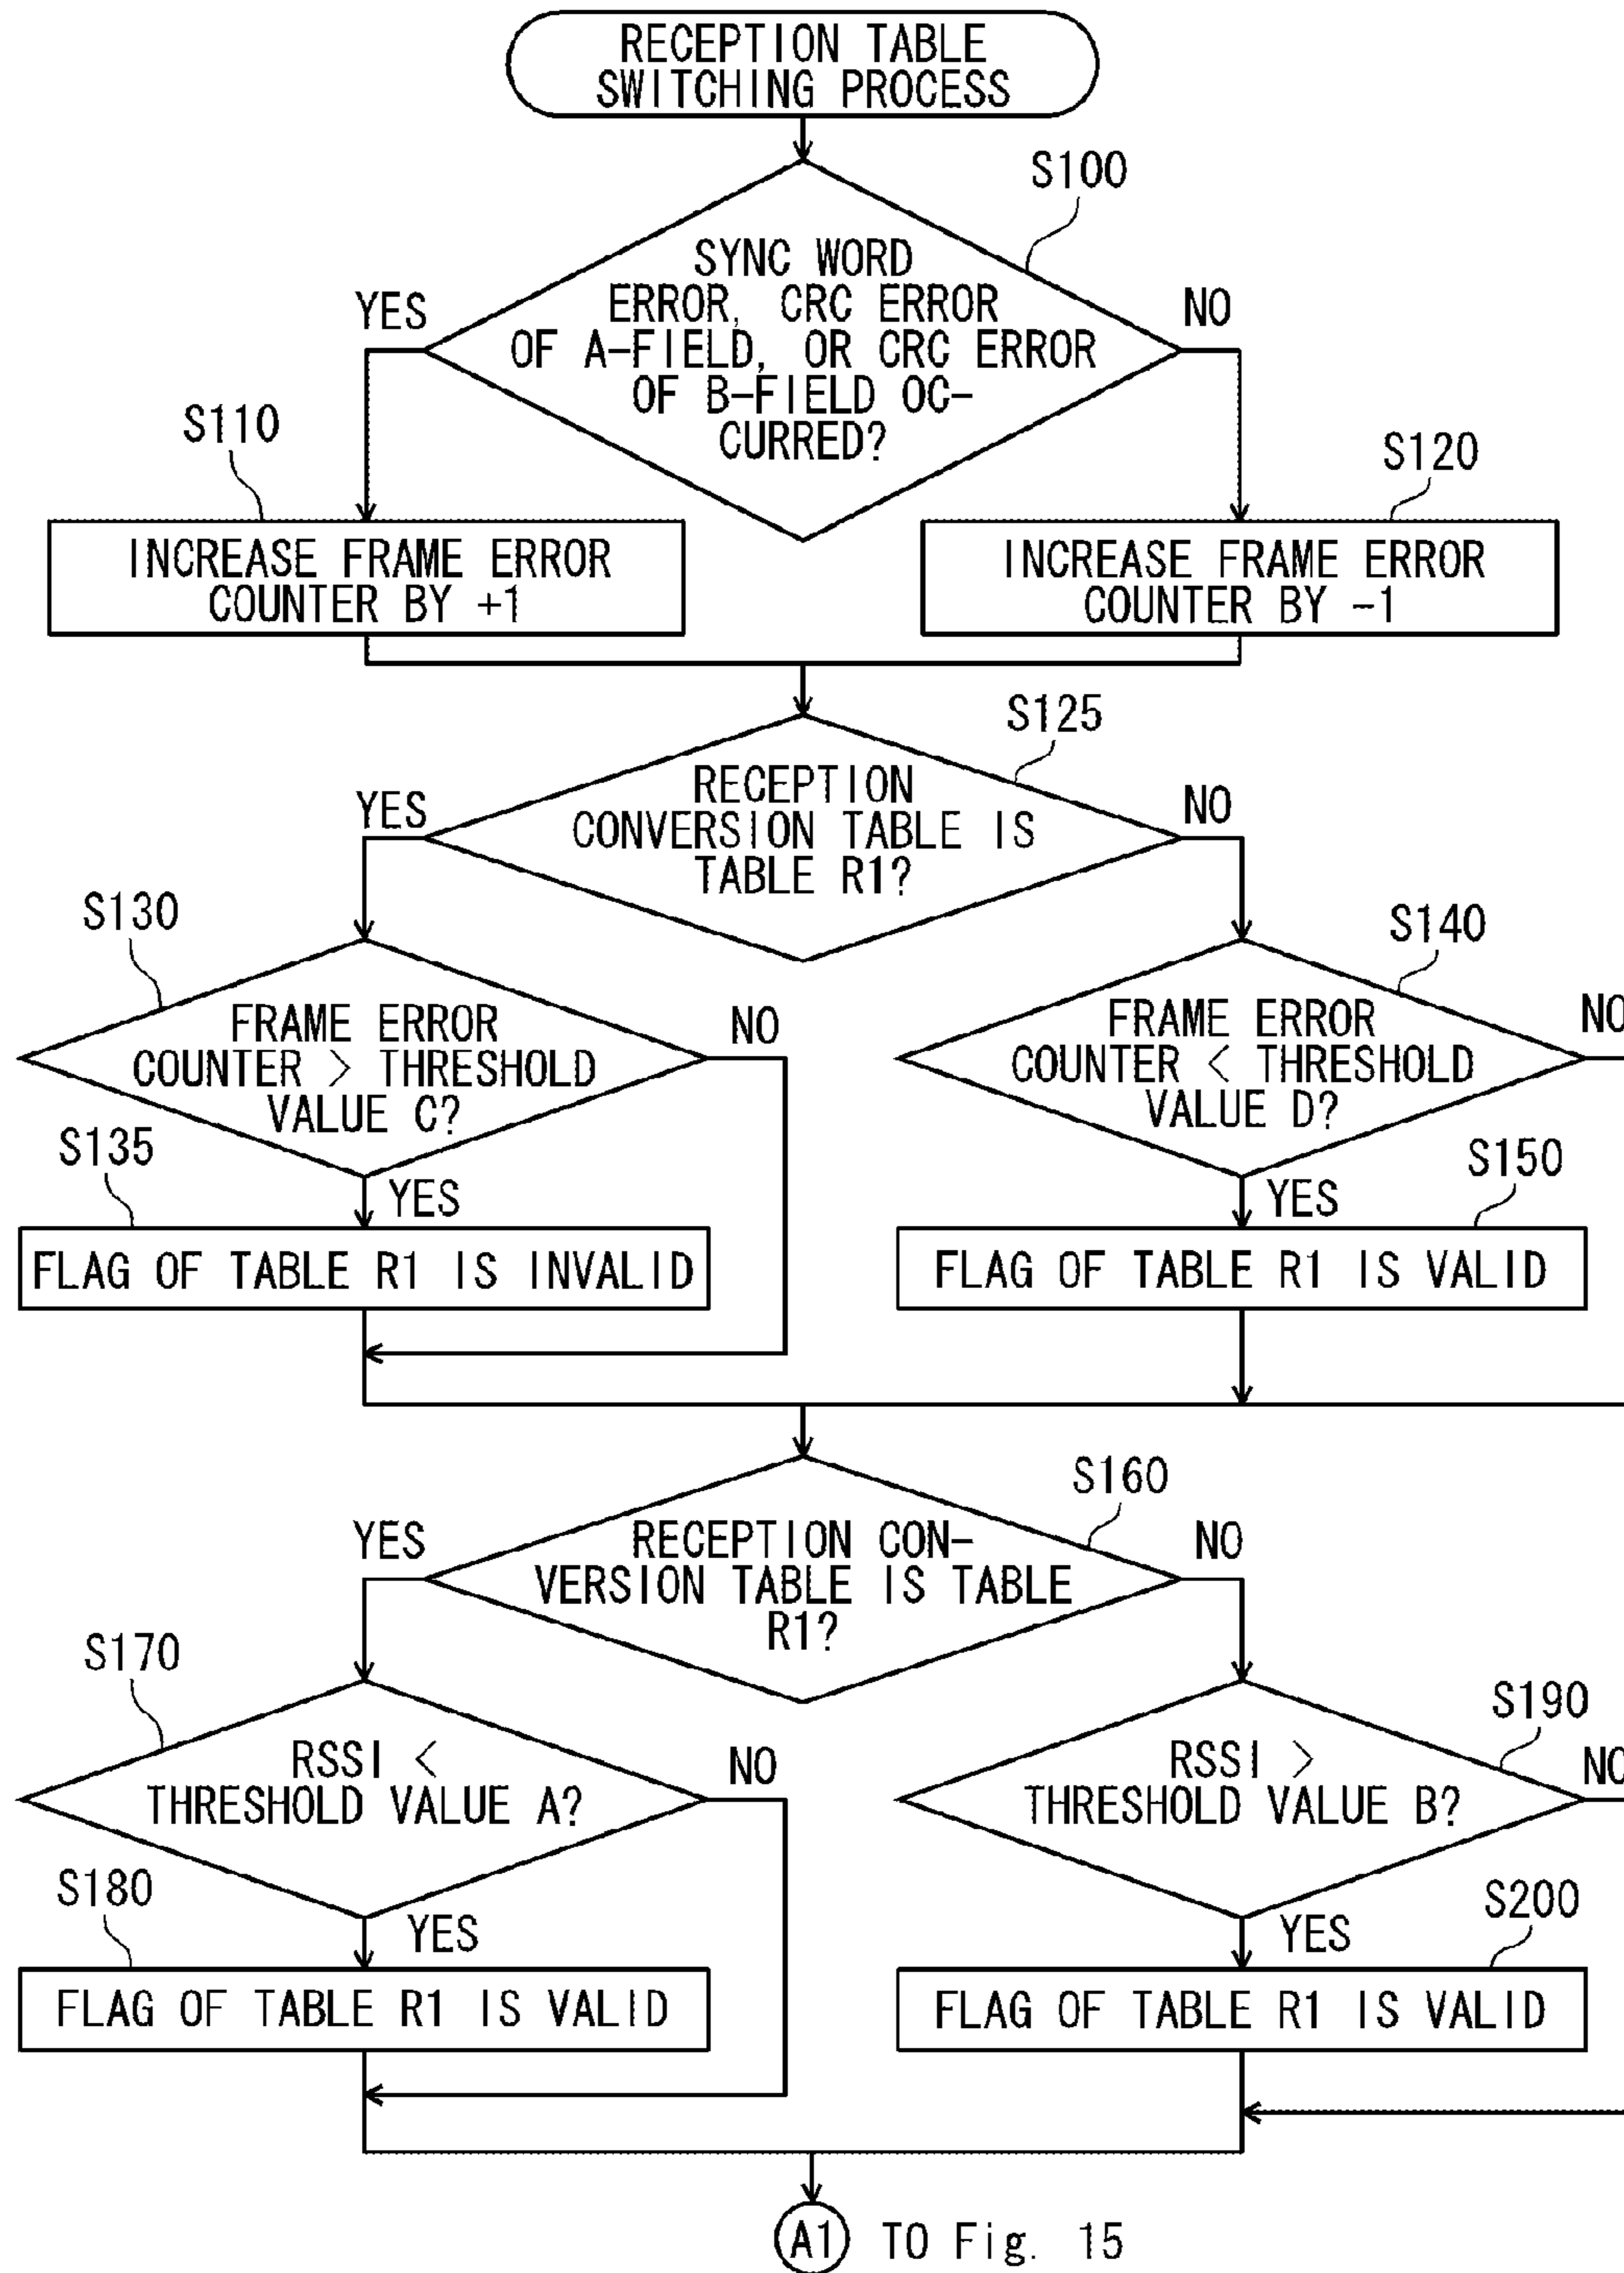 RECEPTION TABLE
SWITCHING PROCESS
S100
SYNC WORD
ERROR, CRC ERROR
OF A-FIELD, OR CRC ERROR
OF B-FIELD OC-
CURRED?
YES
NO
S110
S120
INCREASE FRAME ERROR
COUNTER BY +1
INCREASE FRAME ERROR
COUNTER BY -1
S125
RECEPTION
CONVERSION TABLE IS
TABLE R1?
YES
NO
S130
S140
FRAME ERROR
COUNTER > THRESHOLD
VALUE C?
NO
FRAME ERROR
COUNTER < THRESHOLD
VALUE D?
NO
S135
YES
S150
YES
FLAG OF TABLE R1 IS INVALID
FLAG OF TABLE R1 IS VALID
S160
YES
RECEPTION CON-
VERSION TABLE IS TABLE
R1?
NO
S170
S190
RSSI <
THRESHOLD VALUE A?
NO
RSSI >
THRESHOLD VALUE B?
NO
S180
YES
S200
YES
FLAG OF TABLE R1 IS VALID
FLAG OF TABLE R1 IS VALID
A1 TO Fig. 15